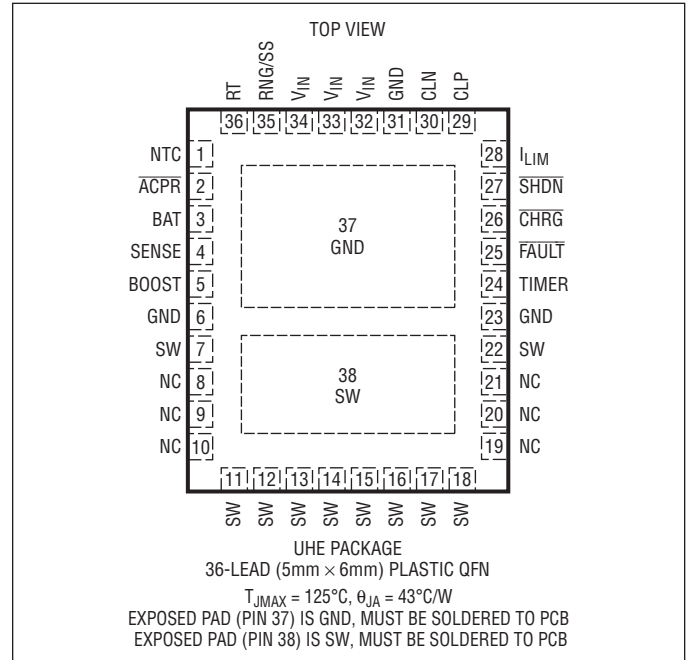 TOP VIEW
RT RNG/SS VIN VIN VIN GND CLN CLP
36 35 34 33 32 31 30 29
NTC 1 28 ILIM
ACPR 2 27 SHDN
BAT 3 26 CHRG
SENSE 4 25 FAULT
BOOST 5 24 TIMER
GND 6 23 GND
SW 7 22 SW
NC 8 21 NC
NC 9 20 NC
NC 10 19 NC
37
GND
38
SW
11 12 13 14 15 16 17 18
SW SW SW SW SW SW SW SW
UHE PACKAGE
36-LEAD (5mm × 6mm) PLASTIC QFN
TJMAX = 125°C, θJA = 43°C/W
EXPOSED PAD (PIN 37) IS GND, MUST BE SOLDERED TO PCB
EXPOSED PAD (PIN 38) IS SW, MUST BE SOLDERED TO PCB